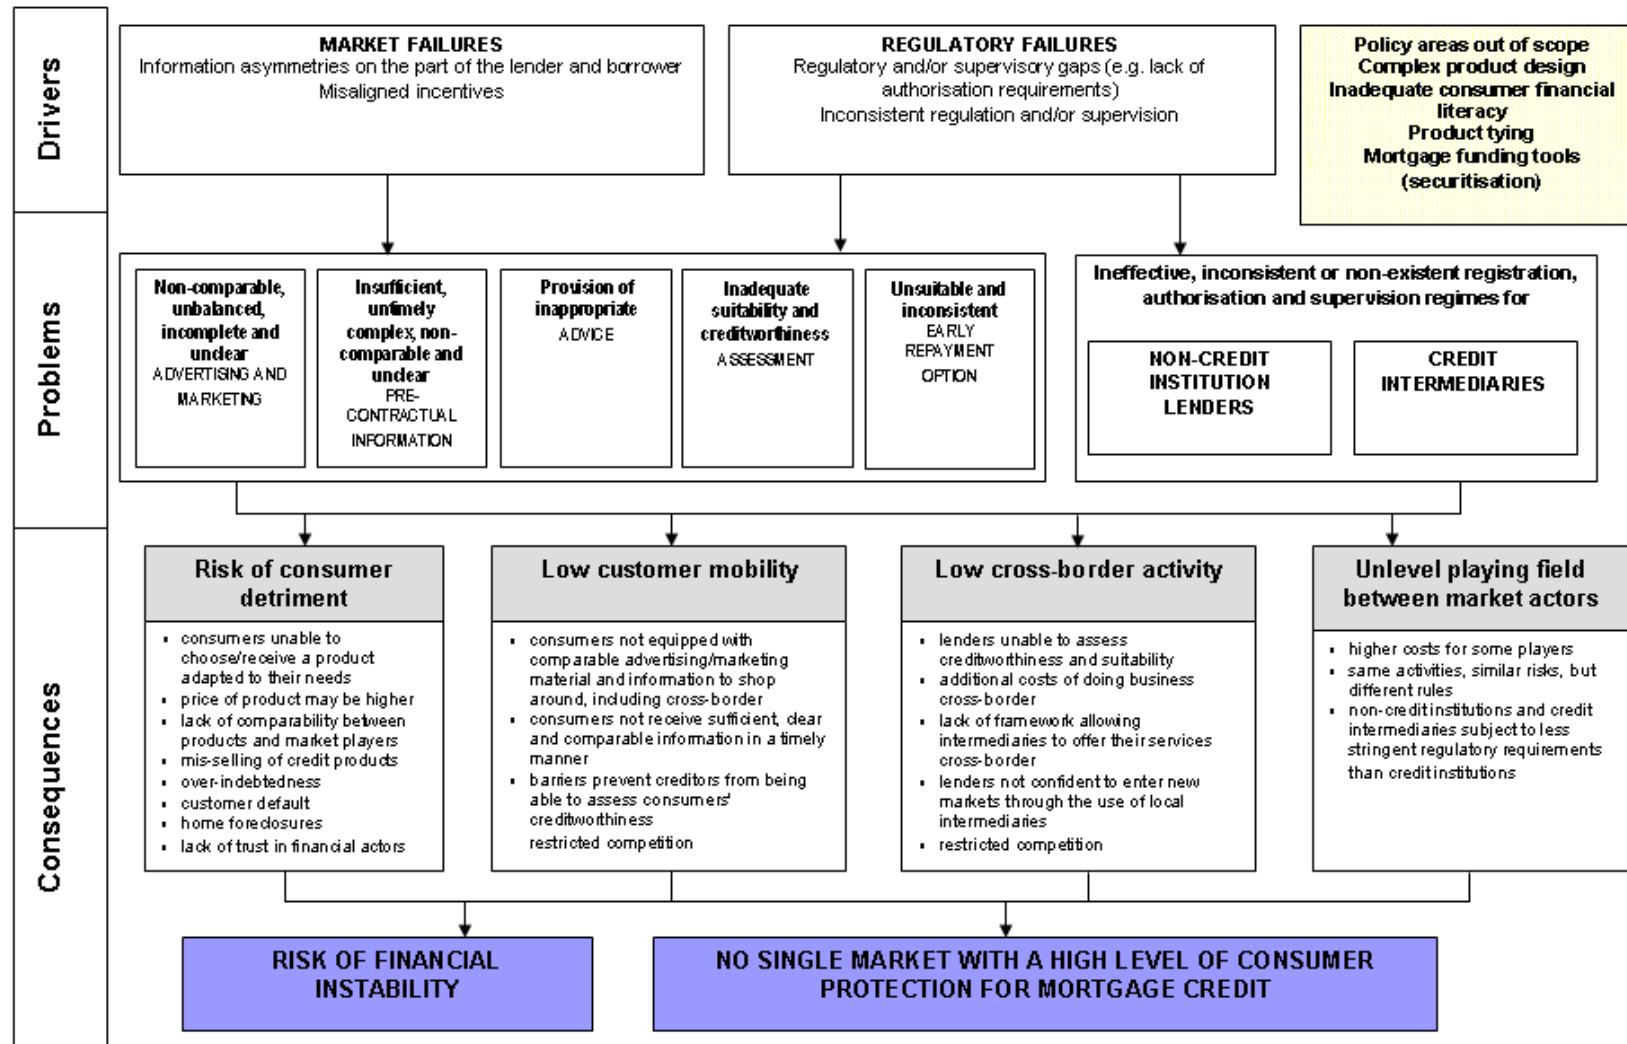 Drivers
MARKET FAILURES
Information asymmetries on the part of the lender and borrower
Misaligned incentives
REGULATORY FAILURES
Regulatory and/or supervisory gaps (e.g. lack of
authorisation requirements)
Inconsistent regulation and/or supervision
Policy areas out of scope
Complex product design
Inadequate consumer financial
literacy
Product tying
Mortgage funding tools
(securitisation)
Problems
Non-comparable,
unbalanced,
incomplete and
unclear
ADVERTISING AND
MARKETING
Insufficient,
untimely
complex, non-
comparable and
unclear
PRE-
CONTRACTUAL
INFORMATION
Provision of
inappropriate
ADVICE
Inadequate
suitability and
creditworthiness
ASSESSMENT
Unsuitable and
inconsistent
EARLY
REPAYMENT
OPTION
Ineffective, inconsistent or non-existent registration,
authorisation and supervision regimes for
NON-CREDIT
INSTITUTION
LENDERS
CREDIT
INTERMEDIARIES
Consequences
Risk of consumer
detriment
▪ consumers unable to
choose/receive a product
adapted to their needs
▪ price of product may be higher
▪ lack of comparability between
products and market players
▪ mis-selling of credit products
▪ over-indebtedness
▪ customer default
▪ home foreclosures
▪ lack of trust in financial actors
Low customer mobility
▪ consumers not equipped with
comparable advertising/marketing
material and information to shop
around, including cross-border
▪ consumers not receive sufficient, clear
and comparable information in a timely
manner
▪ barriers prevent creditors from being
able to assess consumers'
creditworthiness
restricted competition
Low cross-border activity
▪ lenders unable to assess
creditworthiness and suitability
▪ additional costs of doing business
cross-border
▪ lack of framework allowing
intermediaries to offer their services
cross-border
▪ lenders not confident to enter new
markets through the use of local
intermediaries
▪ restricted competition
Unlevel playing field
between market actors
▪ higher costs for some players
▪ same activities, similar risks, but
different rules
▪ non-credit institutions and credit
intermediaries subject to less
stringent regulatory requirements
than credit institutions
RISK OF FINANCIAL
INSTABILITY
NO SINGLE MARKET WITH A HIGH LEVEL OF CONSUMER
PROTECTION FOR MORTGAGE CREDIT